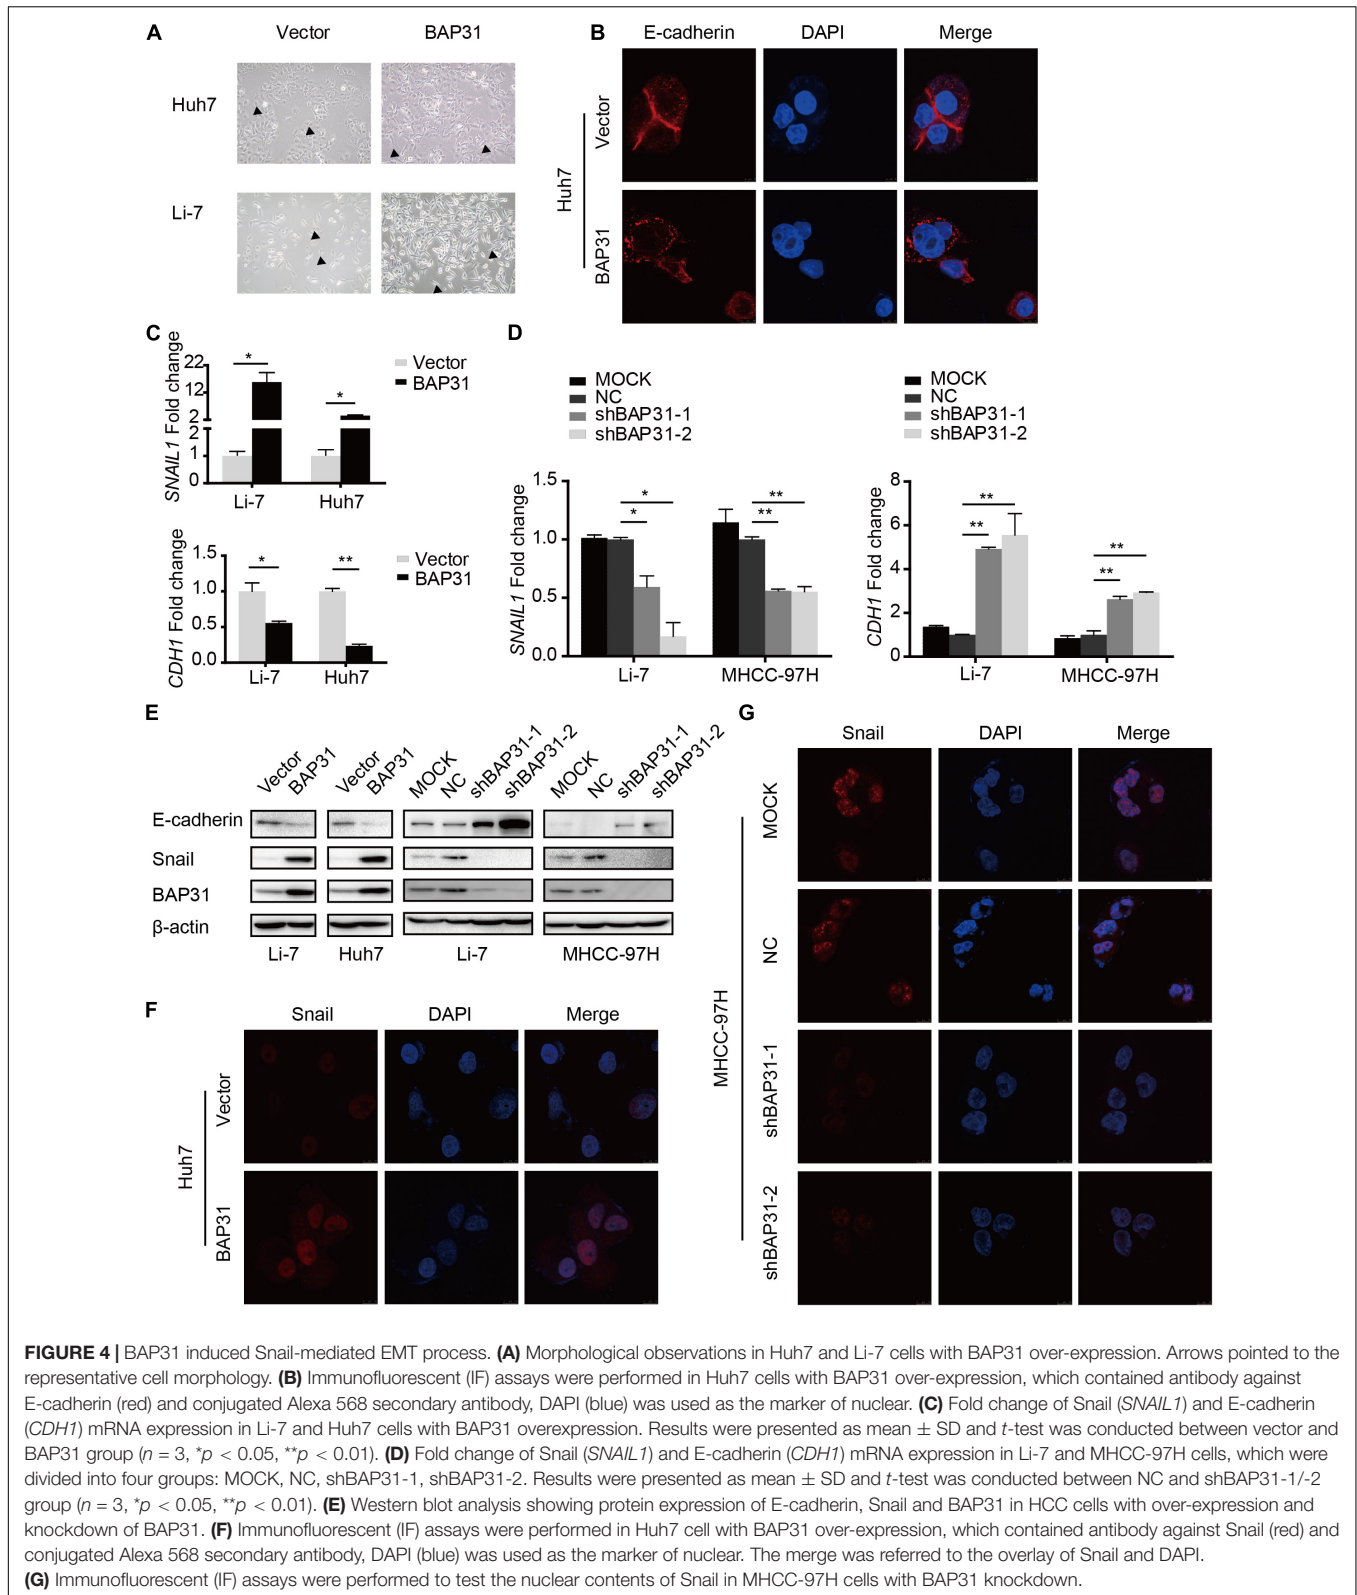 A
Vector
BAP31
Huh7
Li-7
B
E-cadherin
DAPI
Merge
Huh7
Vector
BAP31
C
SNAIL1 Fold change
22
12
2
2
1
0
*
*
Vector
BAP31
Li-7
Huh7
CDH1 Fold change
1.5
1.0
0.5
0.0
*
**
Vector
BAP31
Li-7
Huh7
D
MOCK
NC
shBAP31-1
shBAP31-2
SNAIL1 Fold change
1.5
1.0
0.5
0.0
*
*
**
**
Li-7
MHCC-97H
MOCK
NC
shBAP31-1
shBAP31-2
CDH1 Fold change
8
6
4
2
0
**
**
**
**
Li-7
MHCC-97H
E
Vector
BAP31
Vector
BAP31
MOCK
NC
shBAP31-1
shBAP31-2
MOCK
NC
shBAP31-1
shBAP31-2
E-cadherin
Snail
BAP31
β-actin
Li-7
Huh7
Li-7
MHCC-97H
F
Snail
DAPI
Merge
Huh7
Vector
BAP31
G
Snail
DAPI
Merge
MHCC-97H
MOCK
NC
shBAP31-1
shBAP31-2
FIGURE 4 | BAP31 induced Snail-mediated EMT process. (A) Morphological observations in Huh7 and Li-7 cells with BAP31 over-expression. Arrows pointed to the
representative cell morphology. (B) Immunofluorescent (IF) assays were performed in Huh7 cells with BAP31 over-expression, which contained antibody against
E-cadherin (red) and conjugated Alexa 568 secondary antibody, DAPI (blue) was used as the marker of nuclear. (C) Fold change of Snail (SNAIL1) and E-cadherin
(CDH1) mRNA expression in Li-7 and Huh7 cells with BAP31 overexpression. Results were presented as mean ± SD and t-test was conducted between vector and
BAP31 group (n = 3, *p < 0.05, **p < 0.01). (D) Fold change of Snail (SNAIL1) and E-cadherin (CDH1) mRNA expression in Li-7 and MHCC-97H cells, which were
divided into four groups: MOCK, NC, shBAP31-1, shBAP31-2. Results were presented as mean ± SD and t-test was conducted between NC and shBAP31-1/-2
group (n = 3, *p < 0.05, **p < 0.01). (E) Western blot analysis showing protein expression of E-cadherin, Snail and BAP31 in HCC cells with over-expression and
knockdown of BAP31. (F) Immunofluorescent (IF) assays were performed in Huh7 cell with BAP31 over-expression, which contained antibody against Snail (red) and
conjugated Alexa 568 secondary antibody, DAPI (blue) was used as the marker of nuclear. The merge was referred to the overlay of Snail and DAPI.
(G) Immunofluorescent (IF) assays were performed to test the nuclear contents of Snail in MHCC-97H cells with BAP31 knockdown.